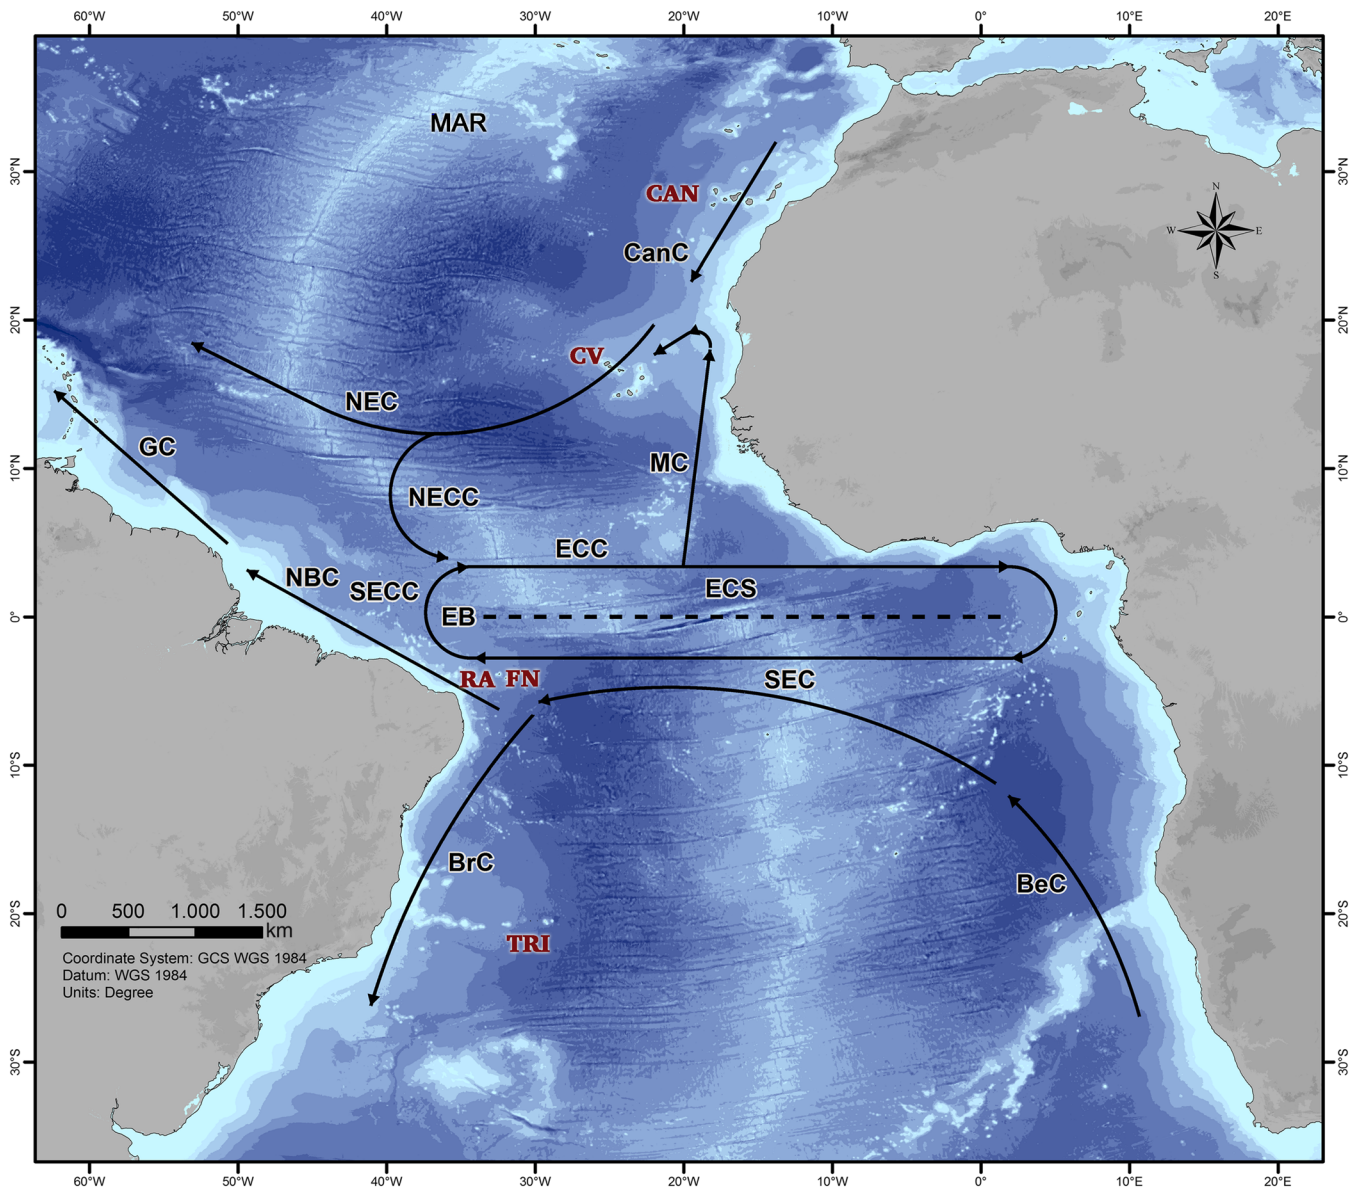 60°W 50°W 40°W 30°W 20°W 10°W 0° 10°E 20°E
MAR
30°N 30°N
CAN
N
W E
S
CanC
20°N 20°N
CV
NEC
GC
MC
10°N 10°N
NECC
ECC
NBC
SECC
ECS
0° EB 0°
RA FN
SEC
10°S 10°S
BrC
BeC
0 500 1.000 1.500
km
20°S 20°S
TRI
Coordinate System: GCS WGS 1984
Datum: WGS 1984
Units: Degree
30°S 30°S
60°W 50°W 40°W 30°W 20°W 10°W 0° 10°E 20°E